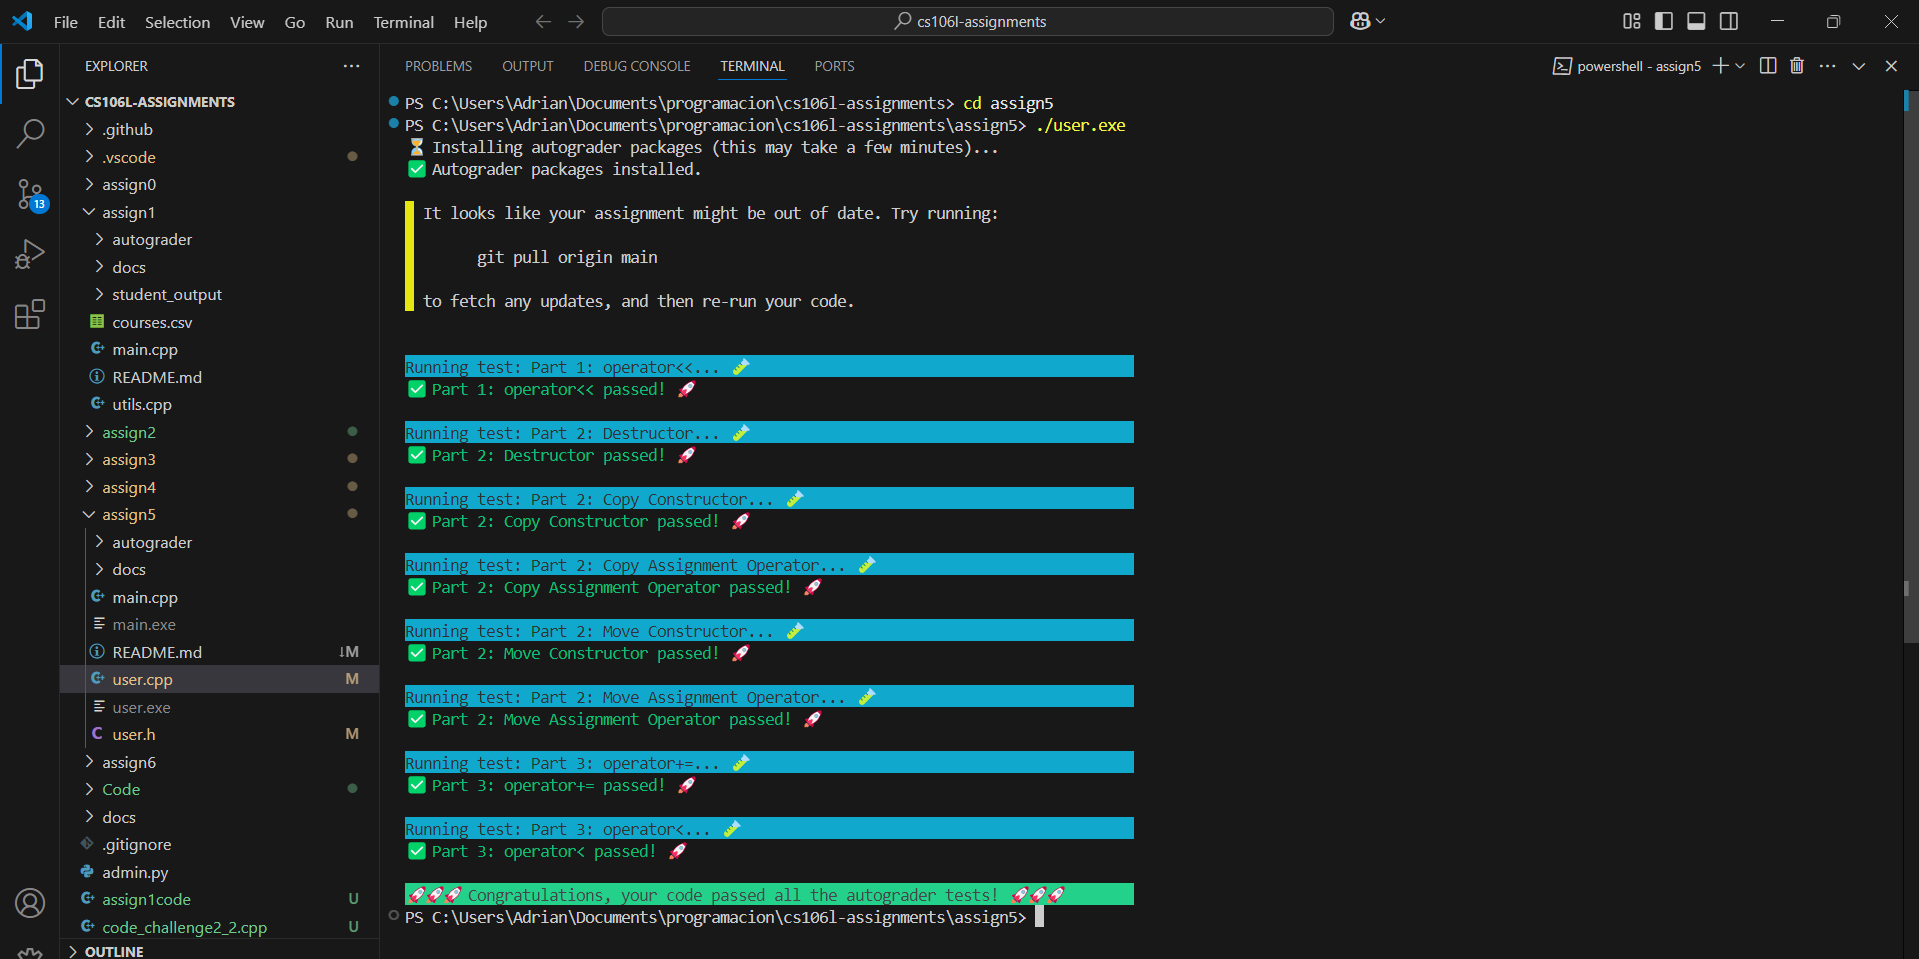 File Edit Selection View Go Run Terminal Help
cs106l-assignments
EXPLORER
CS106L-ASSIGNMENTS
.github
.vscode
assign0
assign1
autograder
docs
student_output
courses.csv
main.cpp
README.md
utils.cpp
assign2
assign3
assign4
assign5
autograder
docs
main.cpp
main.exe
README.md ↓M
user.cpp M
user.exe
user.h M
assign6
Code
docs
.gitignore
admin.py
assign1code U
code_challenge2_2.cpp U
OUTLINE
13
PROBLEMS OUTPUT DEBUG CONSOLE TERMINAL PORTS
powershell - assign5
PS C:\Users\Adrian\Documents\programacion\cs106l-assignments> cd assign5
PS C:\Users\Adrian\Documents\programacion\cs106l-assignments\assign5> ./user.exe
⏳ Installing autograder packages (this may take a few minutes)...
✅ Autograder packages installed.
It looks like your assignment might be out of date. Try running:
git pull origin main
to fetch any updates, and then re-run your code.
Running test: Part 1: operator<<... 🧪
✅ Part 1: operator<< passed! 🚀
Running test: Part 2: Destructor... 🧪
✅ Part 2: Destructor passed! 🚀
Running test: Part 2: Copy Constructor... 🧪
✅ Part 2: Copy Constructor passed! 🚀
Running test: Part 2: Copy Assignment Operator... 🧪
✅ Part 2: Copy Assignment Operator passed! 🚀
Running test: Part 2: Move Constructor... 🧪
✅ Part 2: Move Constructor passed! 🚀
Running test: Part 2: Move Assignment Operator... 🧪
✅ Part 2: Move Assignment Operator passed! 🚀
Running test: Part 3: operator+=... 🧪
✅ Part 3: operator+= passed! 🚀
Running test: Part 3: operator<... 🧪
✅ Part 3: operator< passed! 🚀
🚀🚀🚀 Congratulations, your code passed all the autograder tests! 🚀🚀🚀
PS C:\Users\Adrian\Documents\programacion\cs106l-assignments\assign5>